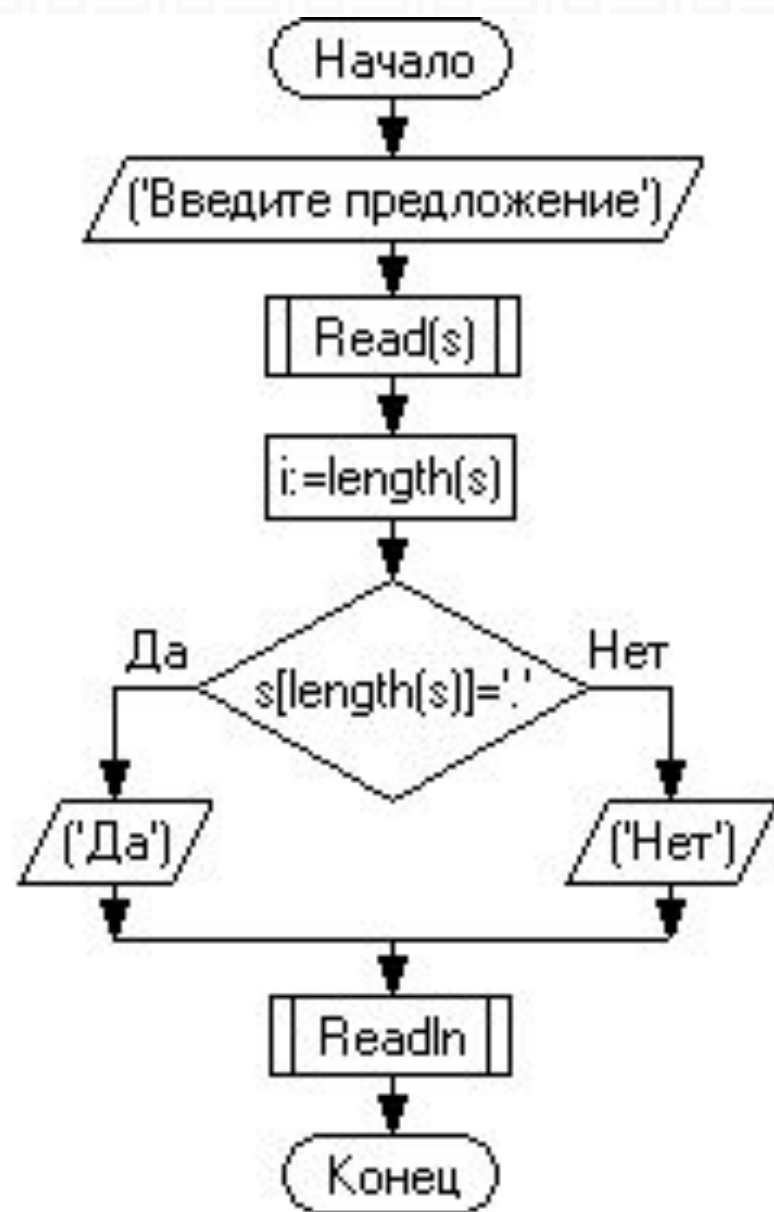 Начало
('Введите предложение')
Read(s)
i:=length(s)
Да
Нет
s[length(s)]='.'
('Да')
('Нет')
Readln
Конец